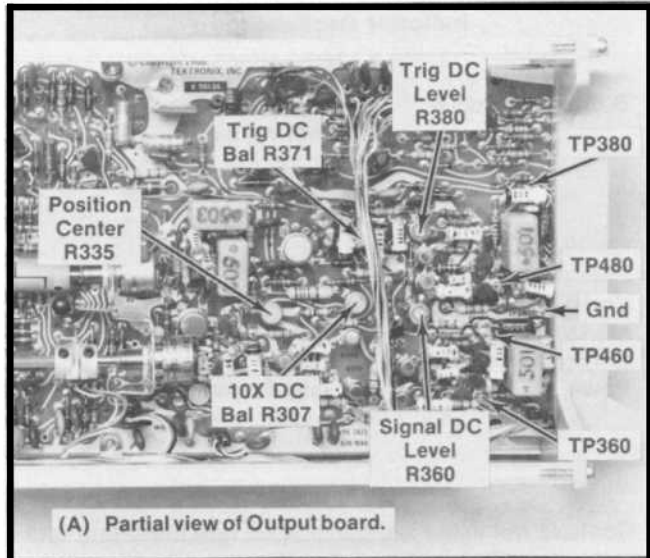 TEKTRONIX, INC
Trig DC
Level
R380
Trig DC
Bal R371
TP380
Position
Center
R335
TP480
Gnd
TP460
10X DC
Bal R307
Signal DC
Level
R360
TP360
(A) Partial view of Output board.